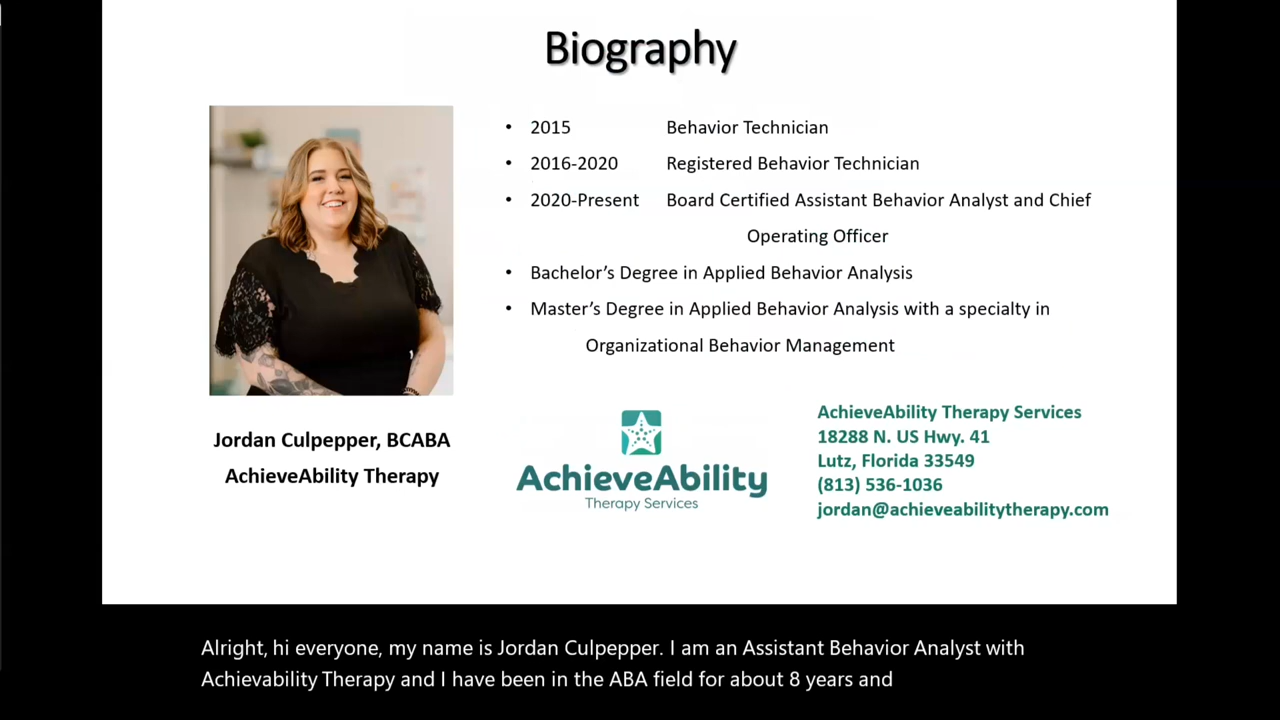 Biography
• 2015 Behavior Technician
• 2016-2020 Registered Behavior Technician
• 2020-Present Board Certified Assistant Behavior Analyst and Chief
Operating Officer
• Bachelor's Degree in Applied Behavior Analysis
• Master's Degree in Applied Behavior Analysis with a specialty in
Organizational Behavior Management
Jordan Culpepper, BCABA
AchieveAbility Therapy
AchieveAbility
Therapy Services
AchieveAbility Therapy Services
18288 N. US Hwy. 41
Lutz, Florida 33549
(813) 536-1036
jordan@achieveabilitytherapy.com
Alright, hi everyone, my name is Jordan Culpepper. I am an Assistant Behavior Analyst with
Achievability Therapy and I have been in the ABA field for about 8 years and